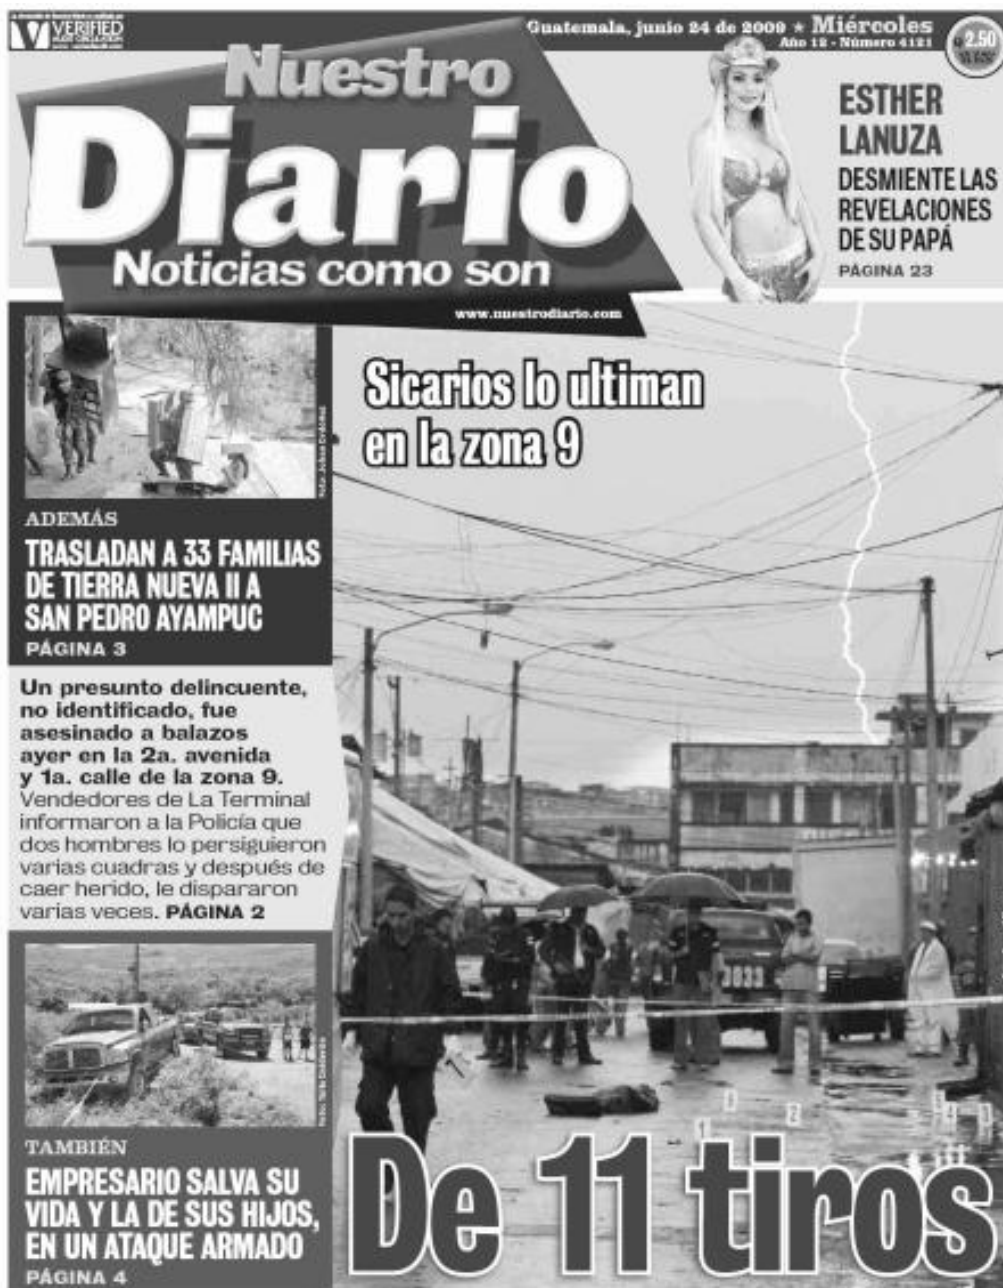 VERIFIED
Guatemala, junio 24 de 2009 ★ Miércoles
Año 12 - Número 4121
2.50
Nuestro
Diario
Noticias como son
www.nuestrodiario.com
ESTHER
LANUZA
DESMIENTE LAS
REVELACIONES
DE SU PAPÁ
PÁGINA 23
Sicarios lo ultiman
en la zona 9
ADEMÁS
TRASLADAN A 33 FAMILIAS
DE TIERRA NUEVA II A
SAN PEDRO AYAMPUC
PÁGINA 3
Un presunto delincuente,
no identificado, fue
asesinado a balazos
ayer en la 2a. avenida
y 1a. calle de la zona 9.
Vendedores de La Terminal
informaron a la Policía que
dos hombres lo persiguieron
varias cuadras y después de
caer herido, le dispararon
varias veces. PÁGINA 2
TAMBIÉN
EMPRESARIO SALVA SU
VIDA Y LA DE SUS HIJOS,
EN UN ATAQUE ARMADO
PÁGINA 4
De 11 tiros